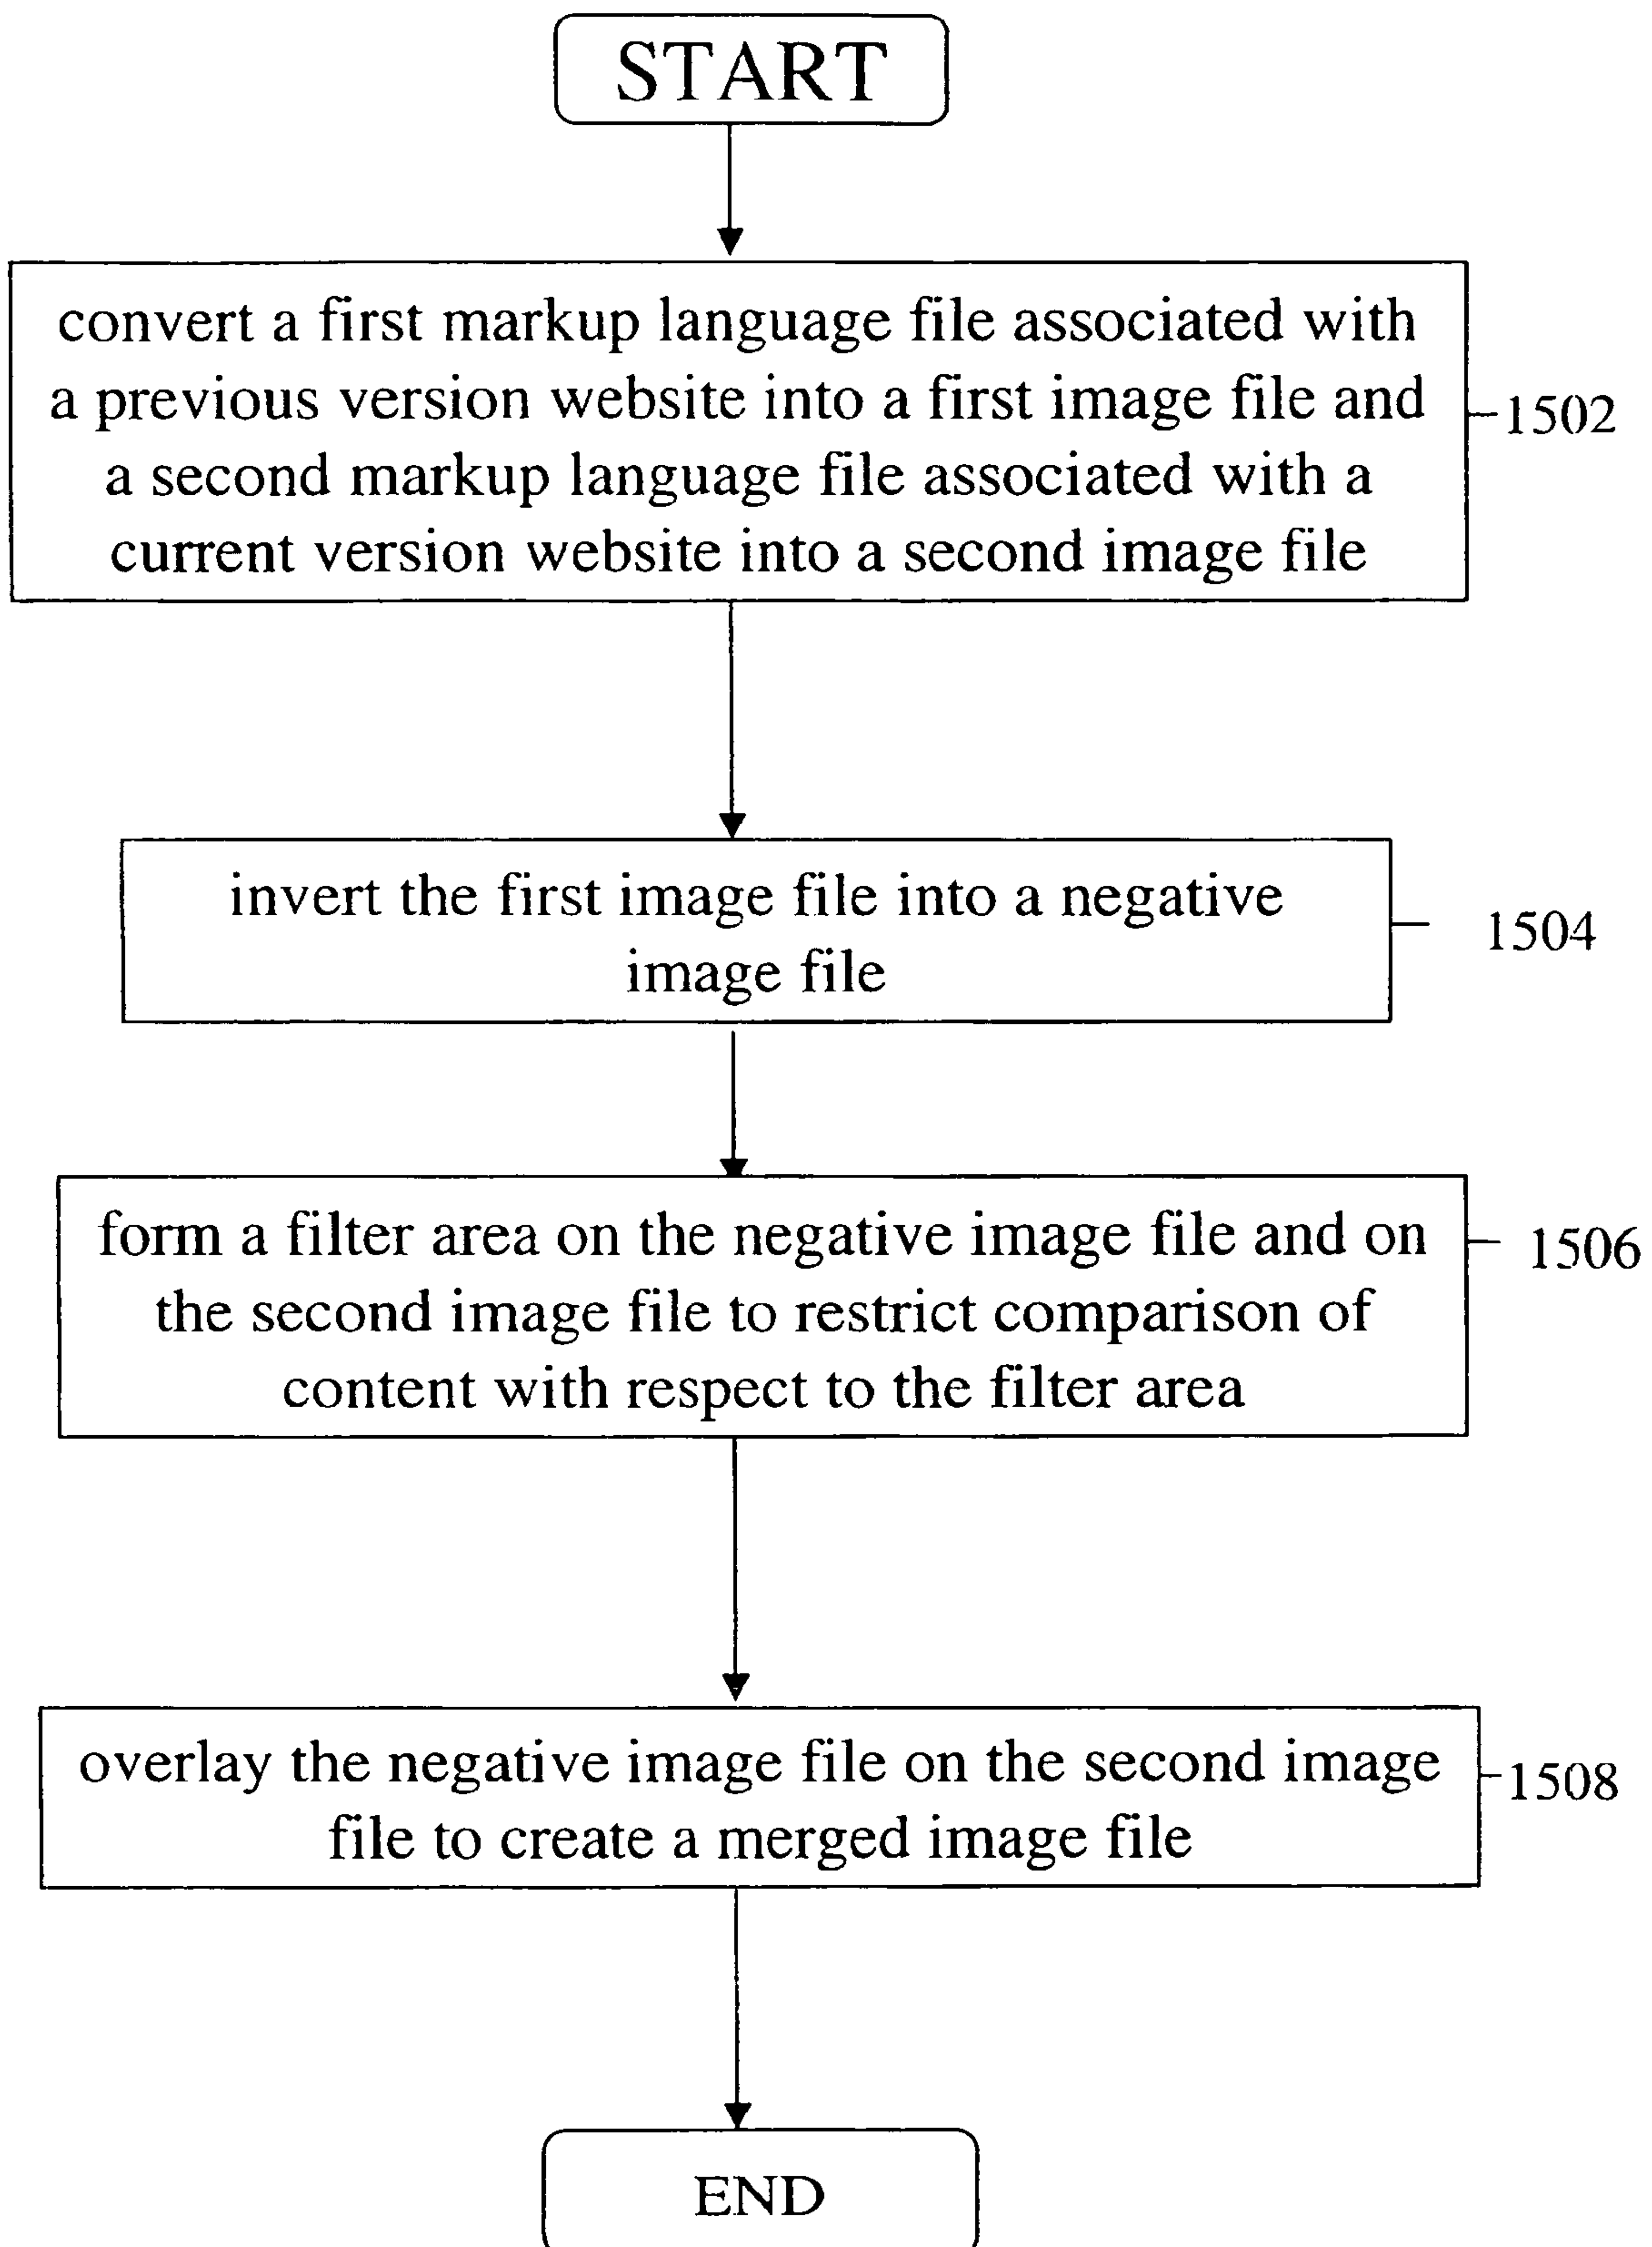 START
convert a first markup language file associated with
a previous version website into a first image file and
a second markup language file associated with a
current version website into a second image file
1502
invert the first image file into a negative
image file
1504
form a filter area on the negative image file and on
the second image file to restrict comparison of
content with respect to the filter area
1506
overlay the negative image file on the second image
file to create a merged image file
1508
END